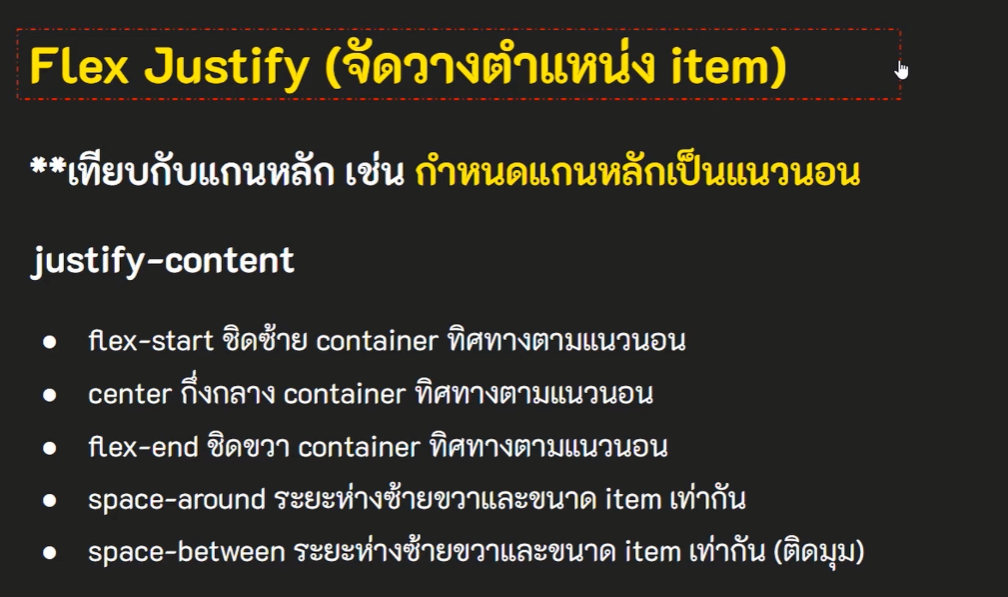 Flex Justify (จัดวางตำแหน่ง item)
**เทียบกับแกนหลัก เช่น กำหนดแกนหลักเป็นแนวนอน
justify-content
● flex-start ชิดซ้าย container ทิศทางตามแนวนอน
● center กึ่งกลาง container ทิศทางตามแนวนอน
● flex-end ชิดขวา container ทิศทางตามแนวนอน
● space-around ระยะห่างซ้ายขวาและขนาด item เท่ากัน
● space-between ระยะห่างซ้ายขวาและขนาด item เท่ากัน (ติดมุม)